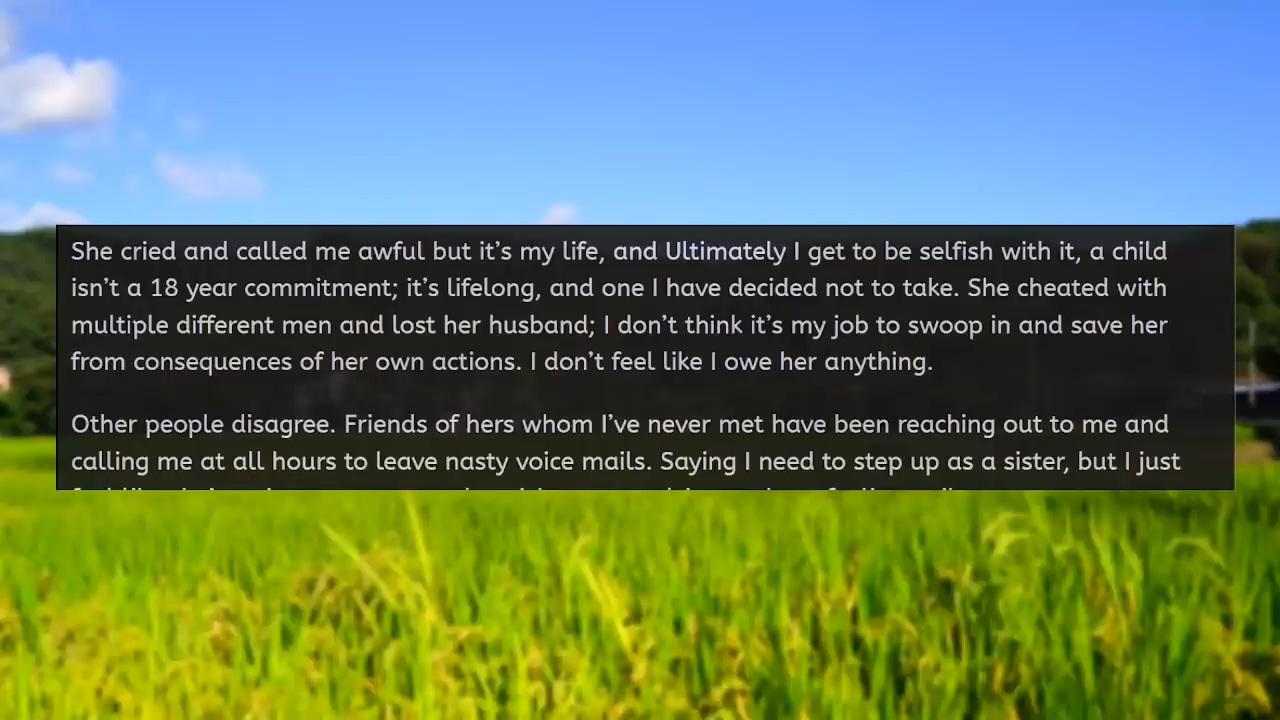 She cried and called me awful but it’s my life, and Ultimately I get to be selfish with it, a child
isn’t a 18 year commitment; it’s lifelong, and one I have decided not to take. She cheated with
multiple different men and lost her husband; I don’t think it’s my job to swoop in and save her
from consequences of her own actions. I don’t feel like I owe her anything.
Other people disagree. Friends of hers whom I’ve never met have been reaching out to me and
calling me at all hours to leave nasty voice mails. Saying I need to step up as a sister, but I just